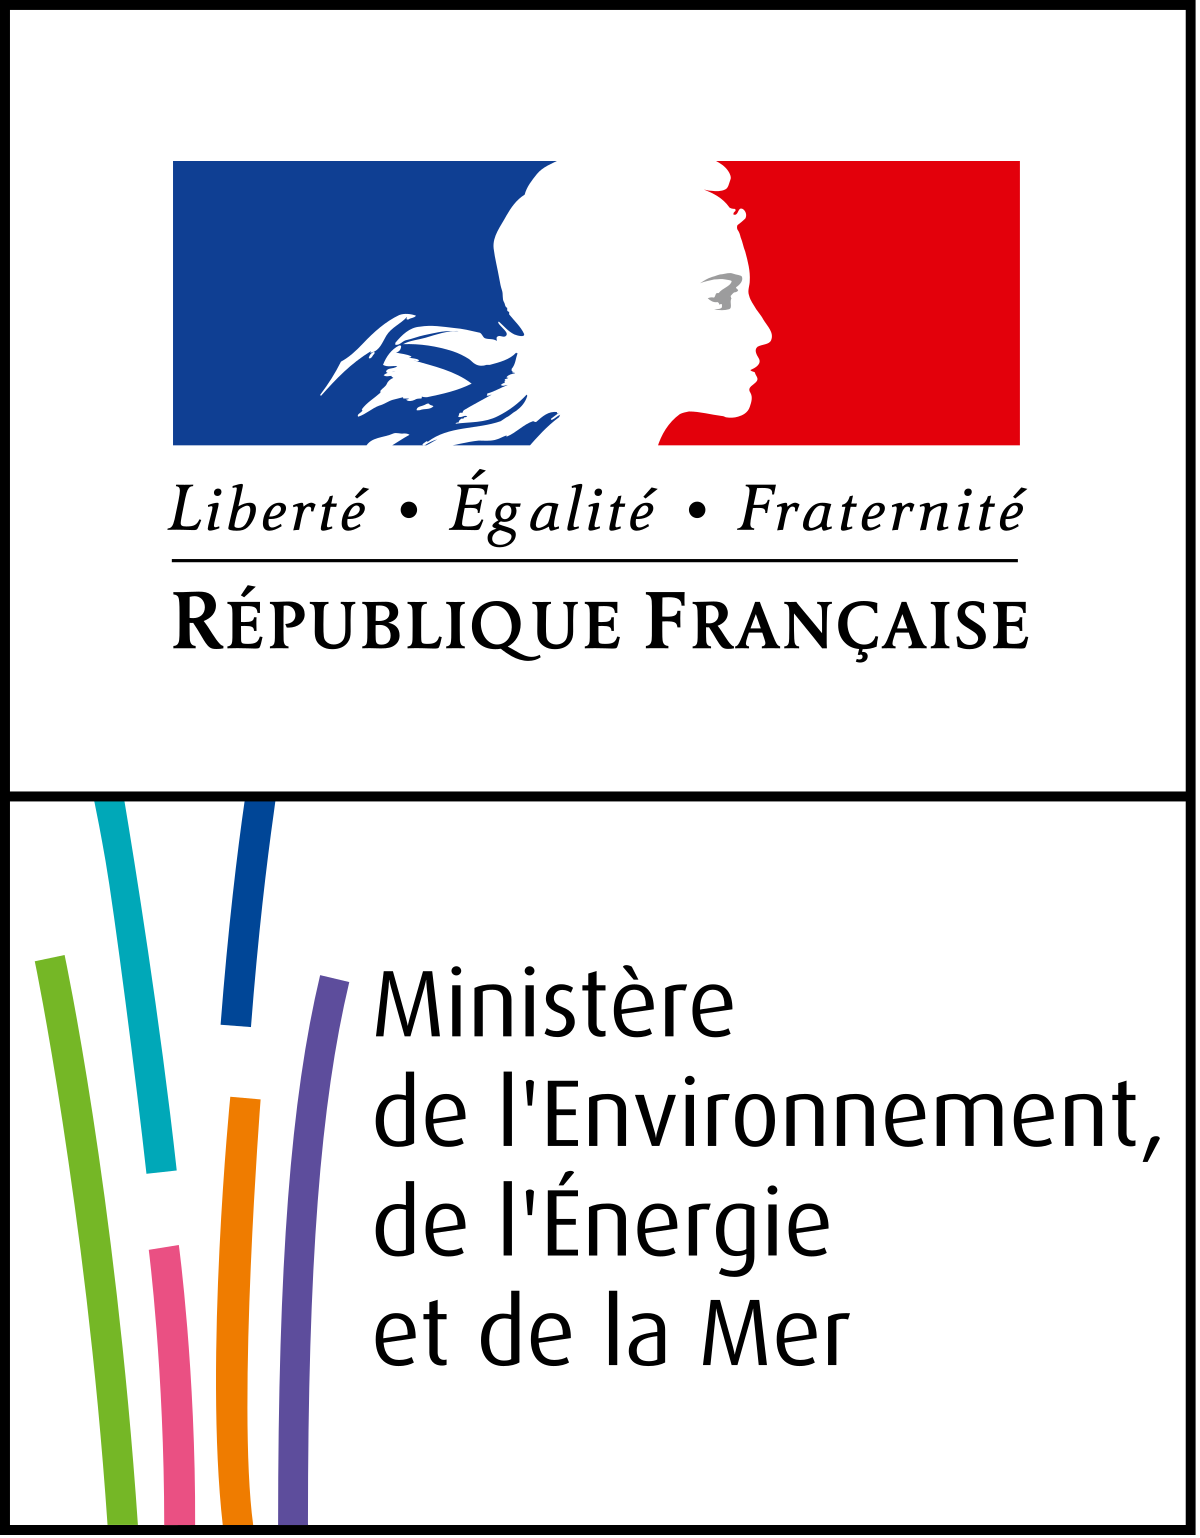 Liberté • Égalité • Fraternité
RÉPUBLIQUE FRANÇAISE
Ministère
de l'Environnement,
de l'Énergie
et de la Mer